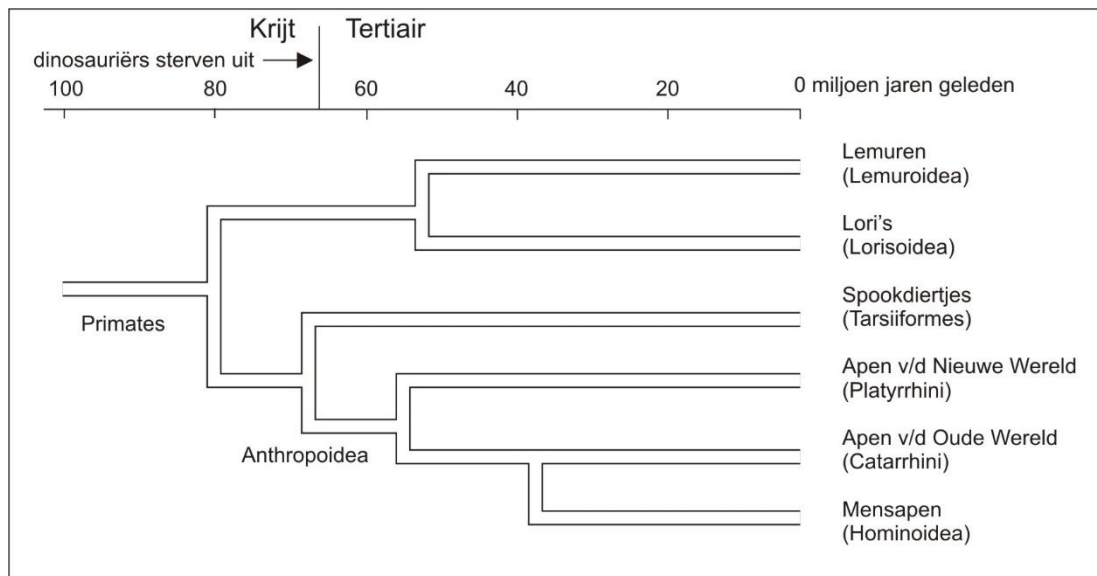 Krijt Tertiair
dinosauriërs sterven uit
100 80 60 40 20 0 miljoen jaren geleden
Lemuren
(Lemuroidea)
Lori's
(Lorisoidea)
Spookdiertjes
(Tarsiiformes)
Primates
Apen v/d Nieuwe Wereld
(Platyrrhini)
Anthropoidea
Apen v/d Oude Wereld
(Catarrhini)
Mensapen
(Hominoidea)